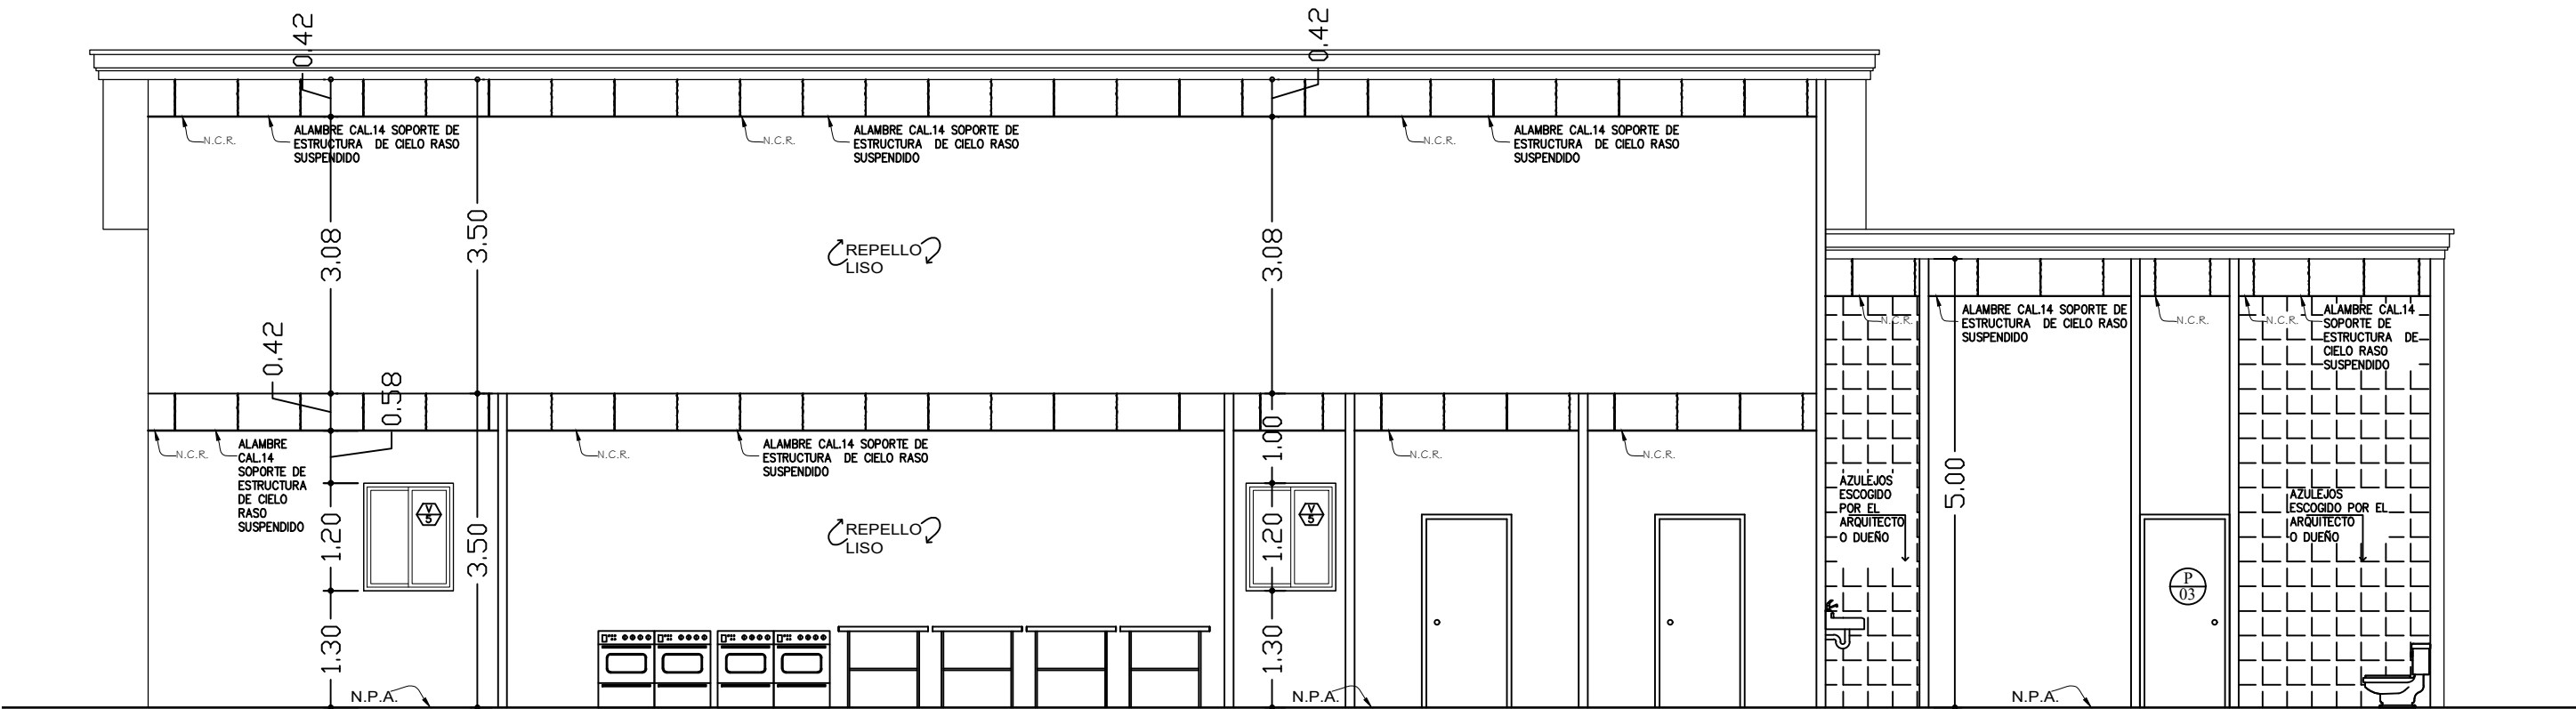 0.42
0.42
N.C.R.
ALAMBRE CAL.14 SOPORTE DE
ESTRUCTURA DE CIELO RASO
SUSPENDIDO
N.C.R.
ALAMBRE CAL.14 SOPORTE DE
ESTRUCTURA DE CIELO RASO
SUSPENDIDO
N.C.R.
ALAMBRE CAL.14 SOPORTE DE
ESTRUCTURA DE CIELO RASO
SUSPENDIDO
3.08
3.50
REPELLO
LISO
3.08
N.C.R.
ALAMBRE CAL.14 SOPORTE DE
ESTRUCTURA DE CIELO RASO
SUSPENDIDO
N.C.R.
N.C.R.
ALAMBRE CAL.14
SOPORTE DE
ESTRUCTURA DE
CIELO RASO
SUSPENDIDO
0.42
0.58
N.C.R.
ALAMBRE
CAL.14
SOPORTE DE
ESTRUCTURA
DE CIELO
RASO
SUSPENDIDO
N.C.R.
ALAMBRE CAL.14 SOPORTE DE
ESTRUCTURA DE CIELO RASO
SUSPENDIDO
1.00
N.C.R.
N.C.R.
1.20
V
5
3.50
REPELLO
LISO
1.20
V
5
AZULEJOS
ESCOGIDO
POR EL
ARQUITECTO
O DUEÑO
5.00
AZULEJOS
ESCOGIDO POR EL
ARQUITECTO
O DUEÑO
P
03
1.30
1.30
N.P.A.
N.P.A.
N.P.A.